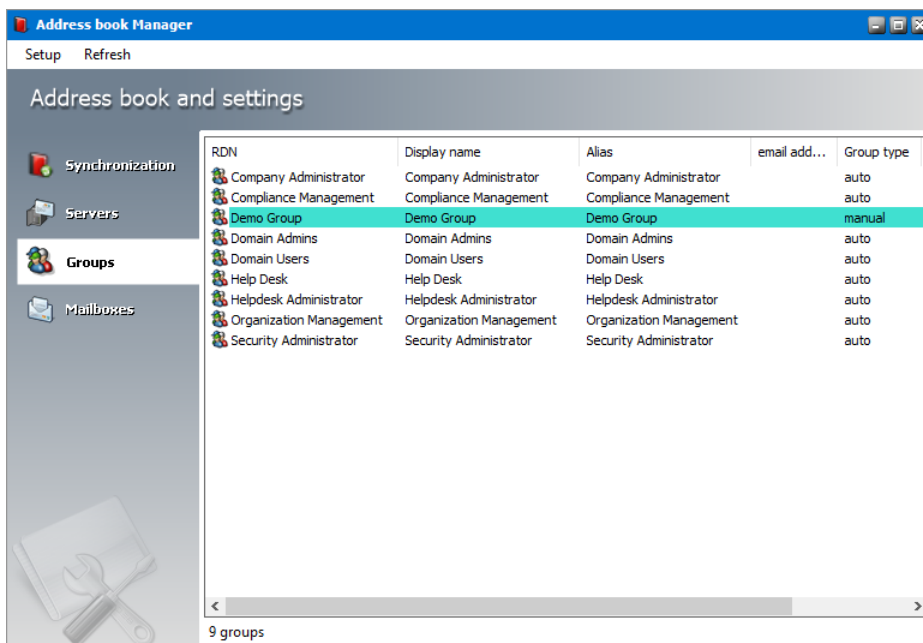 Address book Manager
Setup Refresh
Address book and settings
Synchronization
Servers
Groups
Mailboxes
RDN Display name Alias email add... Group type
Company Administrator Company Administrator Company Administrator auto
Compliance Management Compliance Management Compliance Management auto
Demo Group Demo Group Demo Group manual
Domain Admins Domain Admins Domain Admins auto
Domain Users Domain Users Domain Users auto
Help Desk Help Desk Help Desk auto
Helpdesk Administrator Helpdesk Administrator Helpdesk Administrator auto
Organization Management Organization Management Organization Management auto
Security Administrator Security Administrator Security Administrator auto
9 groups